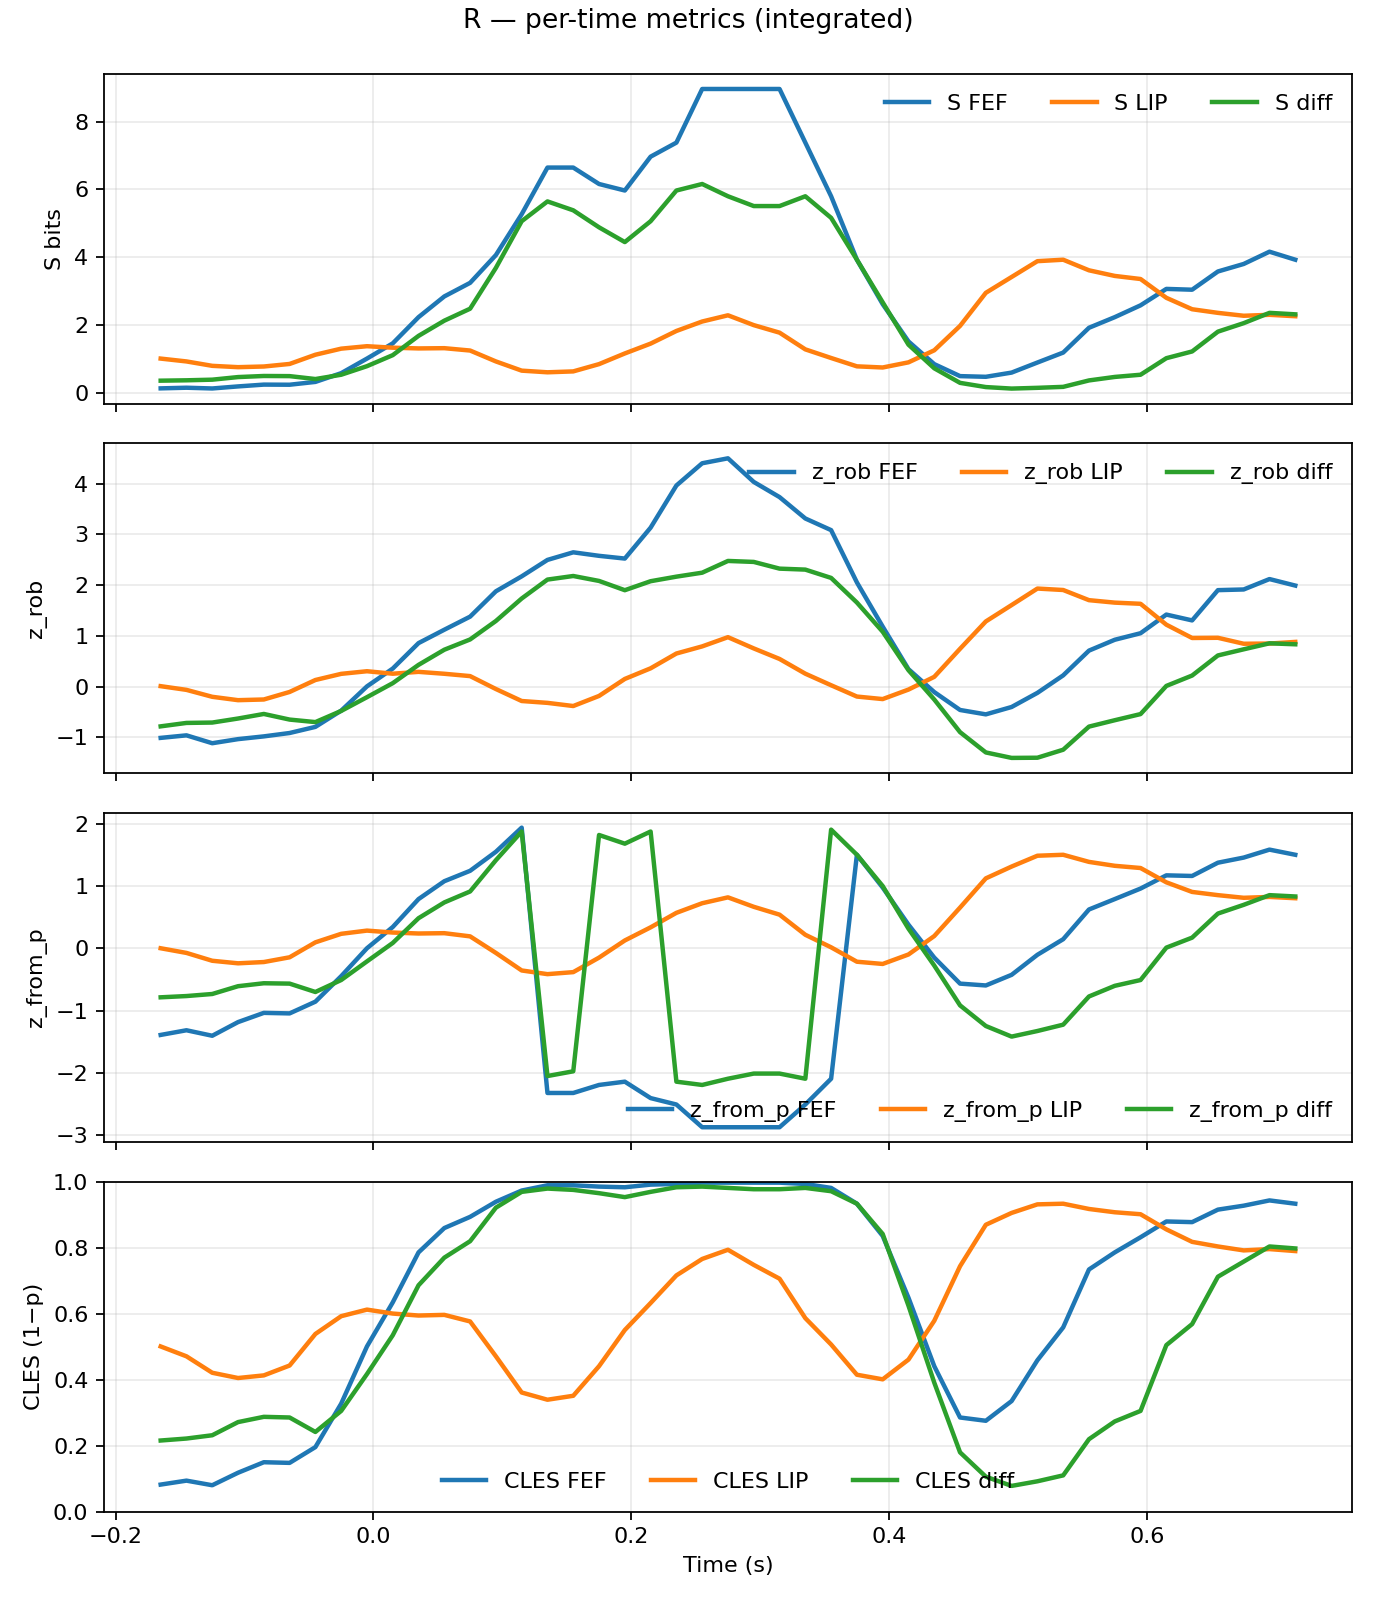 R — per-time metrics (integrated)
S FEF S LIP S diff
8
6
4
2
0
S bits
z_rob FEF z_rob LIP z_rob diff
4
3
2
1
0
−1
z_rob
2
1
0
−1
−2
−3
z_from_p
z_from_p FEF z_from_p LIP z_from_p diff
1.0
0.8
0.6
0.4
0.2
0.0
CLES (1−p)
CLES FEF CLES LIP CLES diff
−0.2 0.0 0.2 0.4 0.6
Time (s)